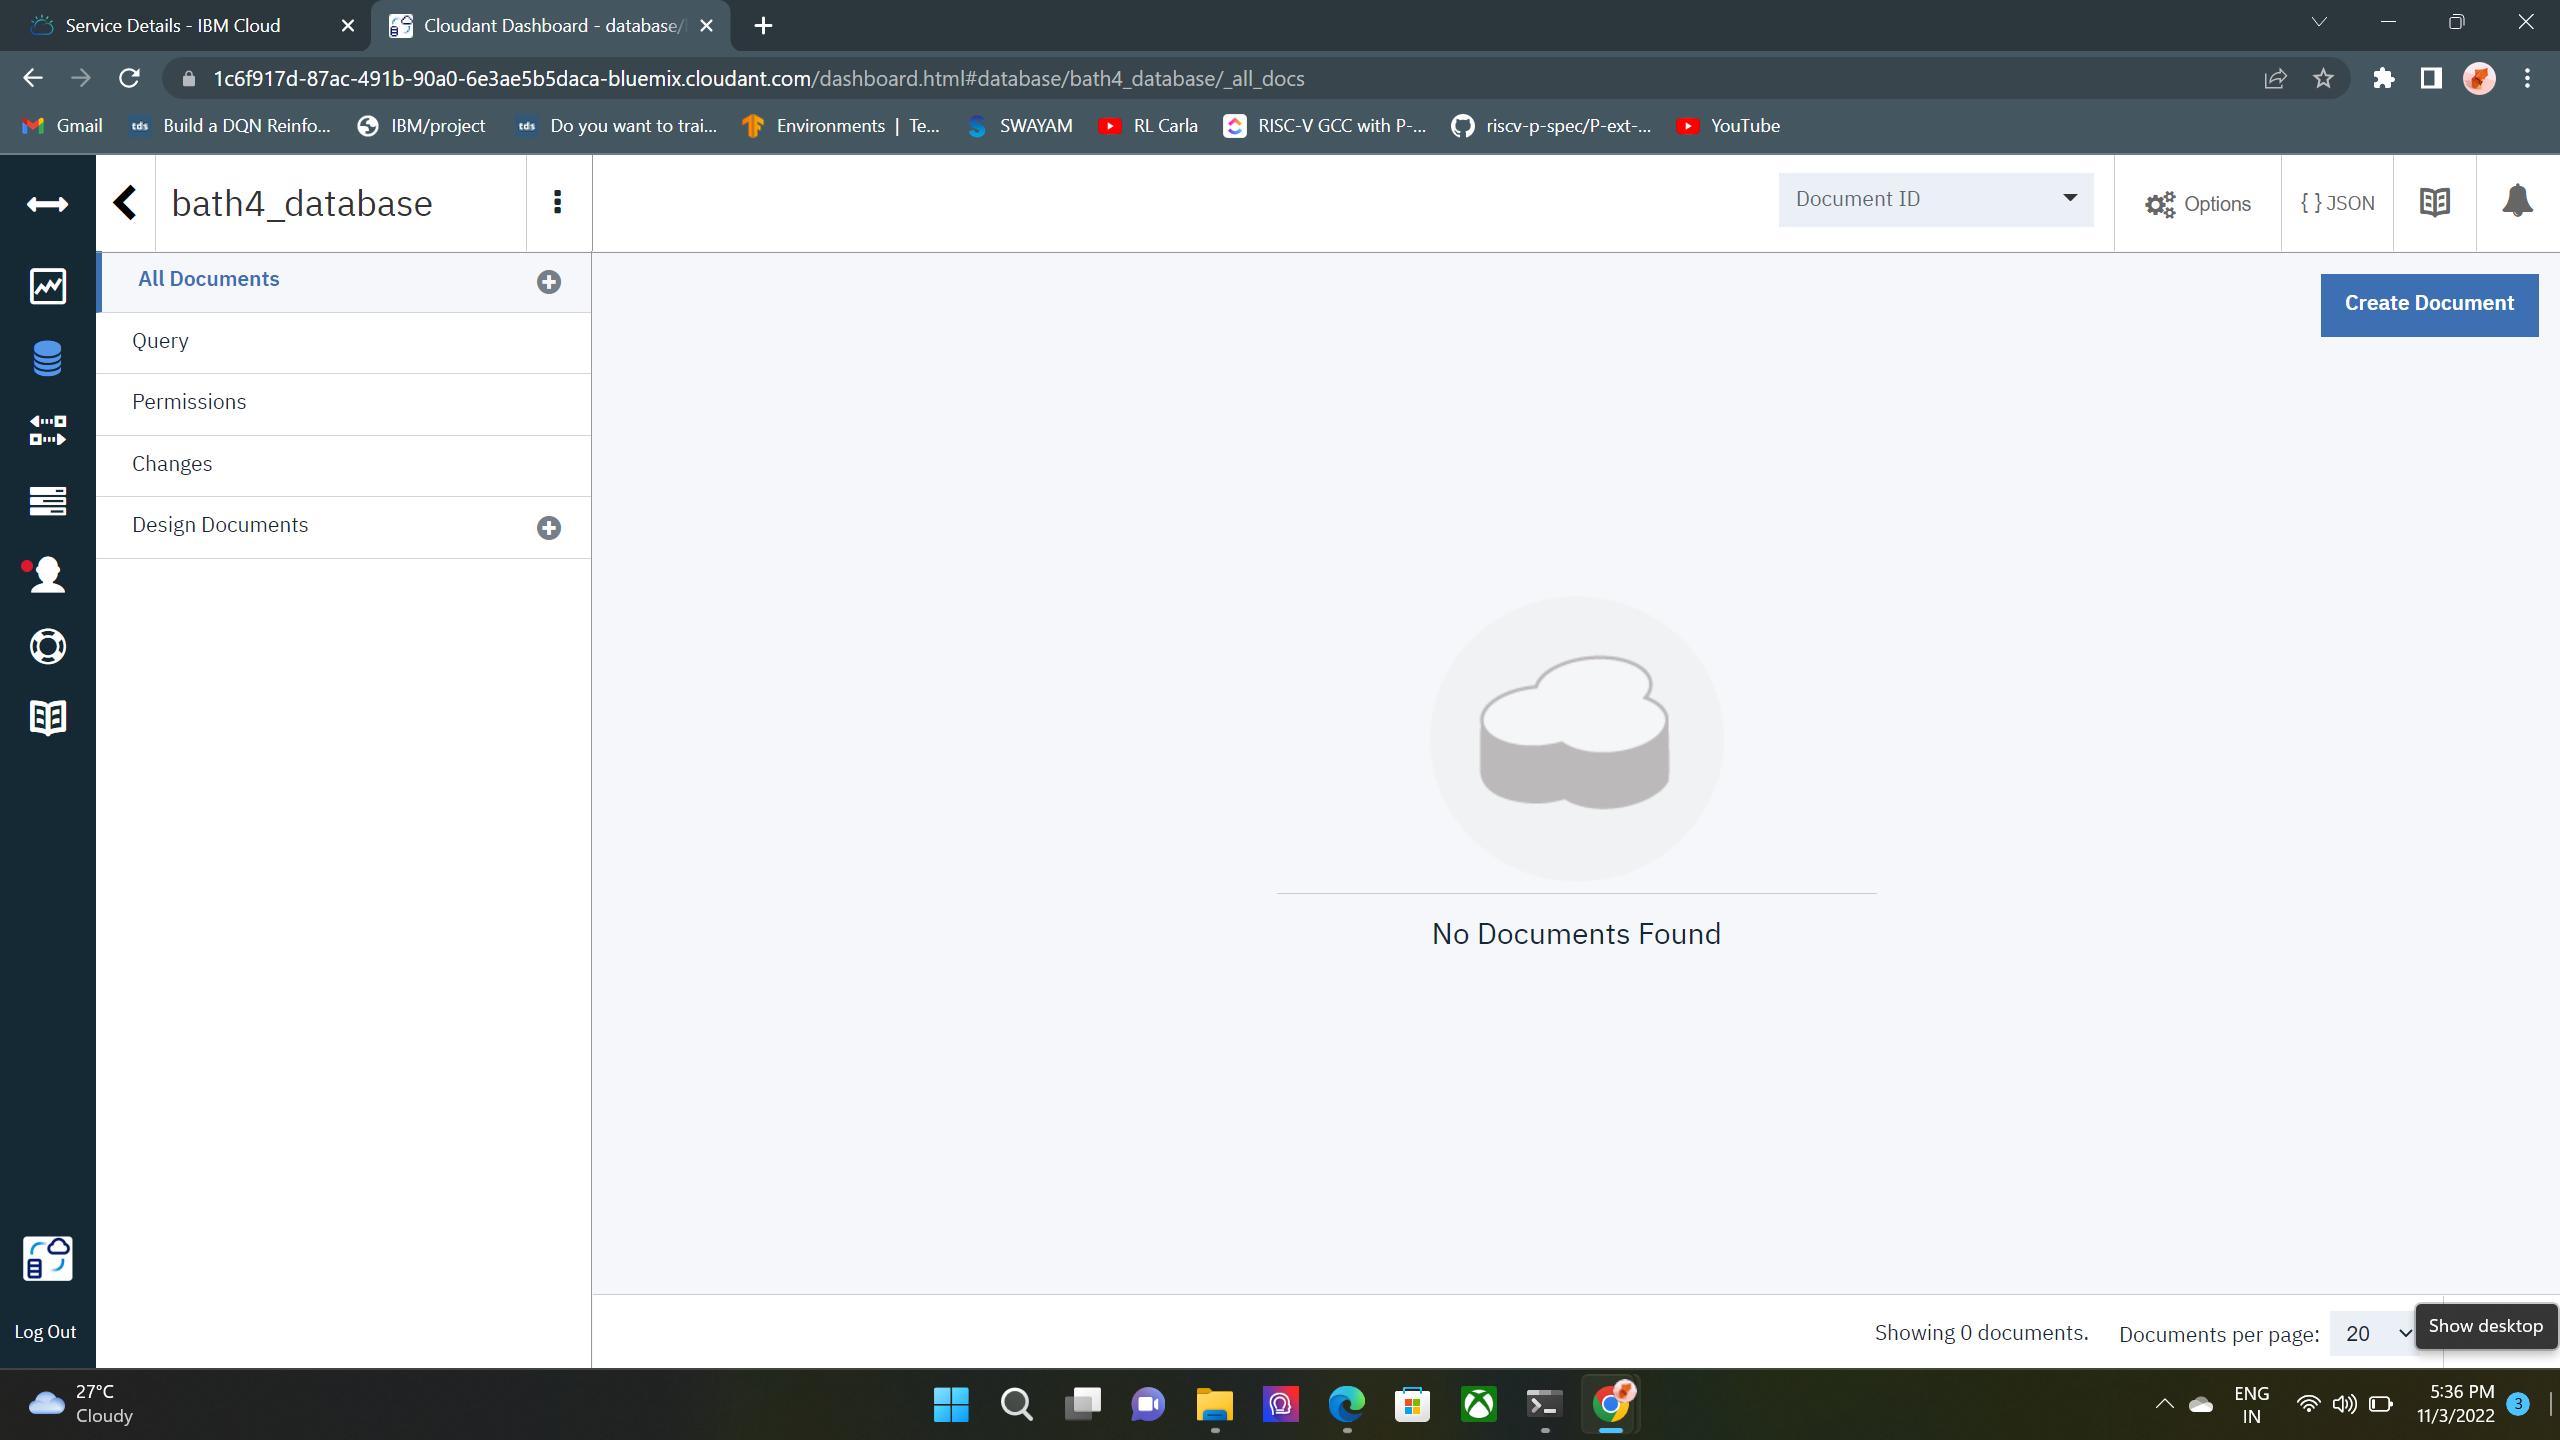 Service Details - IBM Cloud
Cloudant Dashboard - database/
1c6f917d-87ac-491b-90a0-6e3ae5b5daca-bluemix.cloudant.com/dashboard.html#database/bath4_database/_all_docs
Gmail
tds Build a DQN Reinfo...
IBM/project
tds Do you want to trai...
Environments | Te...
SWAYAM
RL Carla
RISC-V GCC with P-...
riscv-p-spec/P-ext-...
YouTube
bath4_database
Document ID
Options
{ } JSON
All Documents
Query
Permissions
Changes
Design Documents
Create Document
No Documents Found
Log Out
Showing 0 documents.
Documents per page:
20
Show desktop
27°C
Cloudy
ENG
IN
5:36 PM
11/3/2022
3